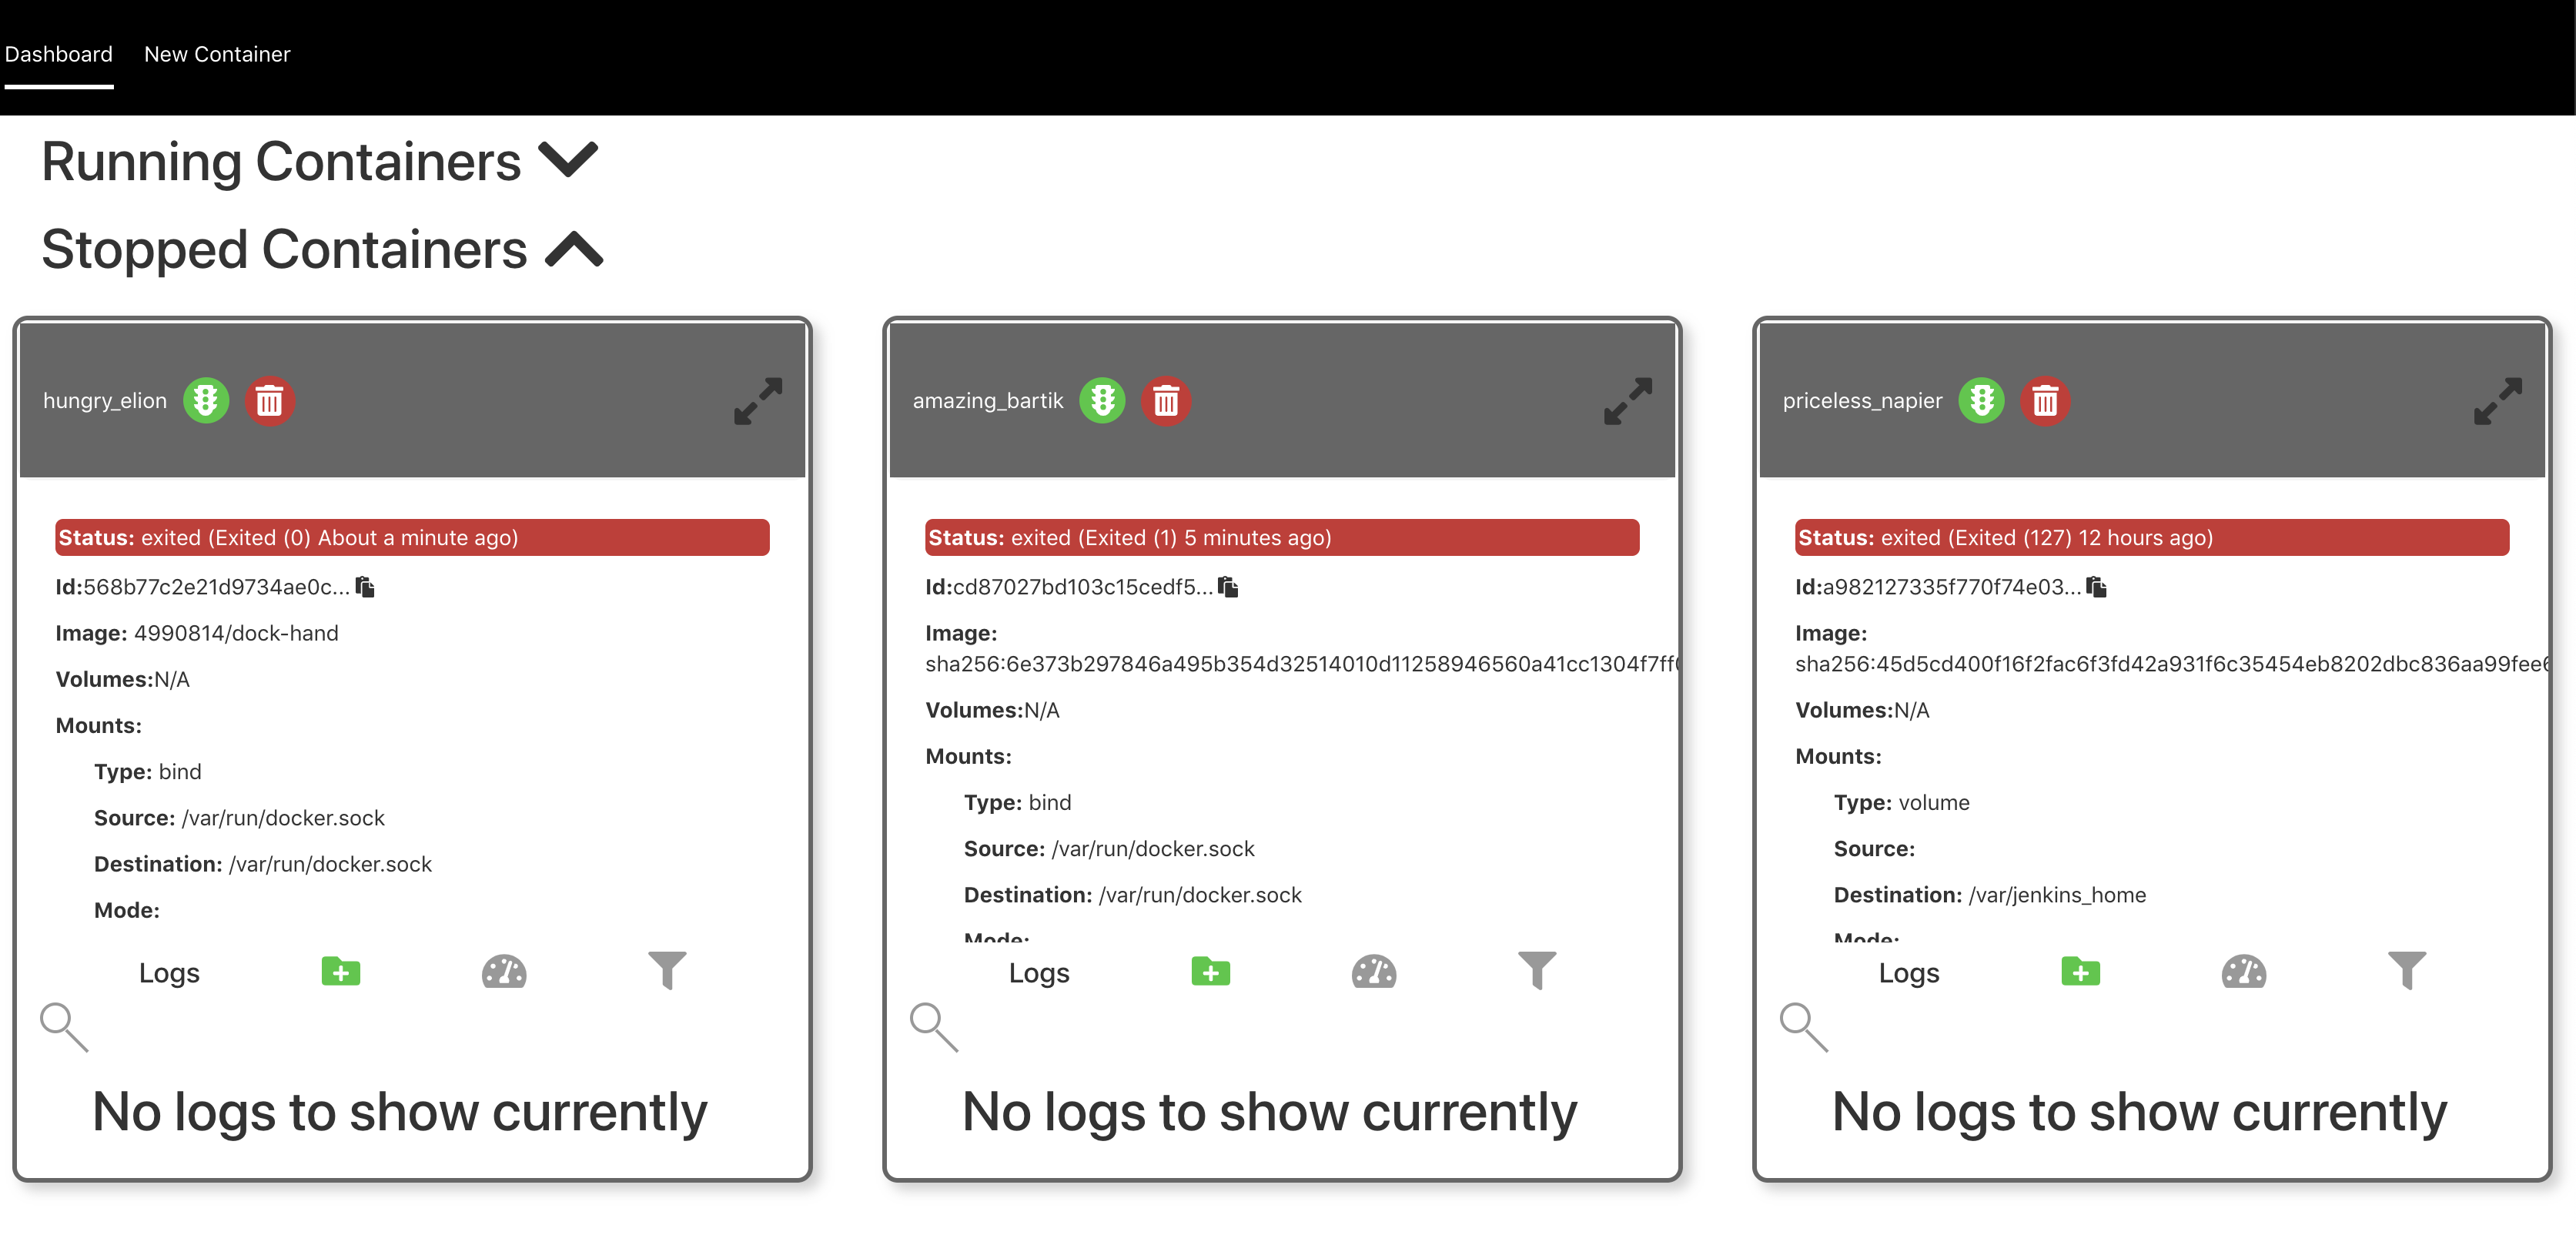 Dashboard New Container
Running Containers
Stopped Containers
hungry_elion
Status: exited (Exited (0) About a minute ago)
Id:568b77c2e21d9734ae0c...
Image: 4990814/dock-hand
Volumes:N/A
Mounts:
Type: bind
Source: /var/run/docker.sock
Destination: /var/run/docker.sock
Mode:
Logs
No logs to show currently
amazing_bartik
Status: exited (Exited (1) 5 minutes ago)
Id:cd87027bd103c15cedf5...
Image:
sha256:6e373b297846a495b354d32514010d11258946560a41cc1304f7ff
Volumes:N/A
Mounts:
Type: bind
Source: /var/run/docker.sock
Destination: /var/run/docker.sock
Mode:
Logs
No logs to show currently
priceless_napier
Status: exited (Exited (127) 12 hours ago)
Id:a982127335f770f74e03...
Image:
sha256:45d5cd400f16f2fac6f3fd42a931f6c35454eb8202dbc836aa99fee6
Volumes:N/A
Mounts:
Type: volume
Source:
Destination: /var/jenkins_home
Mode:
Logs
No logs to show currently